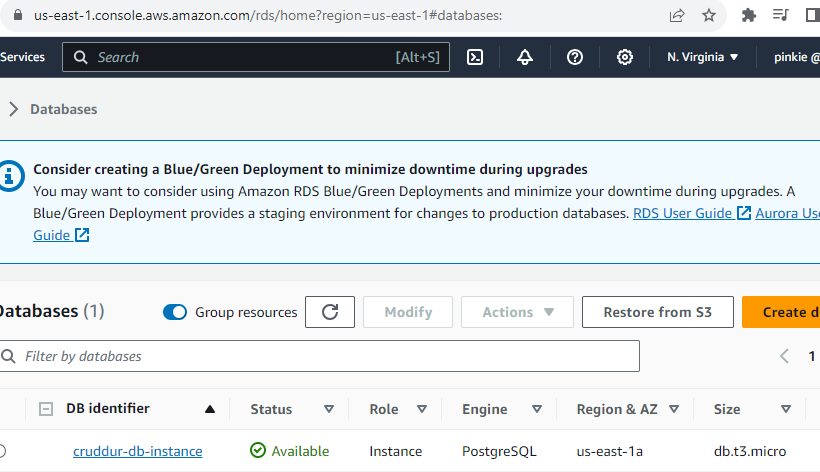 us-east-1.console.aws.amazon.com/rds/home?region=us-east-1#databases:
Services Search [Alt+S] N. Virginia pinkie @
Databases
Consider creating a Blue/Green Deployment to minimize downtime during upgrades
You may want to consider using Amazon RDS Blue/Green Deployments and minimize your downtime during upgrades. A
Blue/Green Deployment provides a staging environment for changes to production databases. RDS User Guide Aurora Use
Guide
Databases (1) Group resources Modify Actions Restore from S3 Create d
Filter by databases 1
DB identifier Status Role Engine Region & AZ Size
cruddur-db-instance Available Instance PostgreSQL us-east-1a db.t3.micro